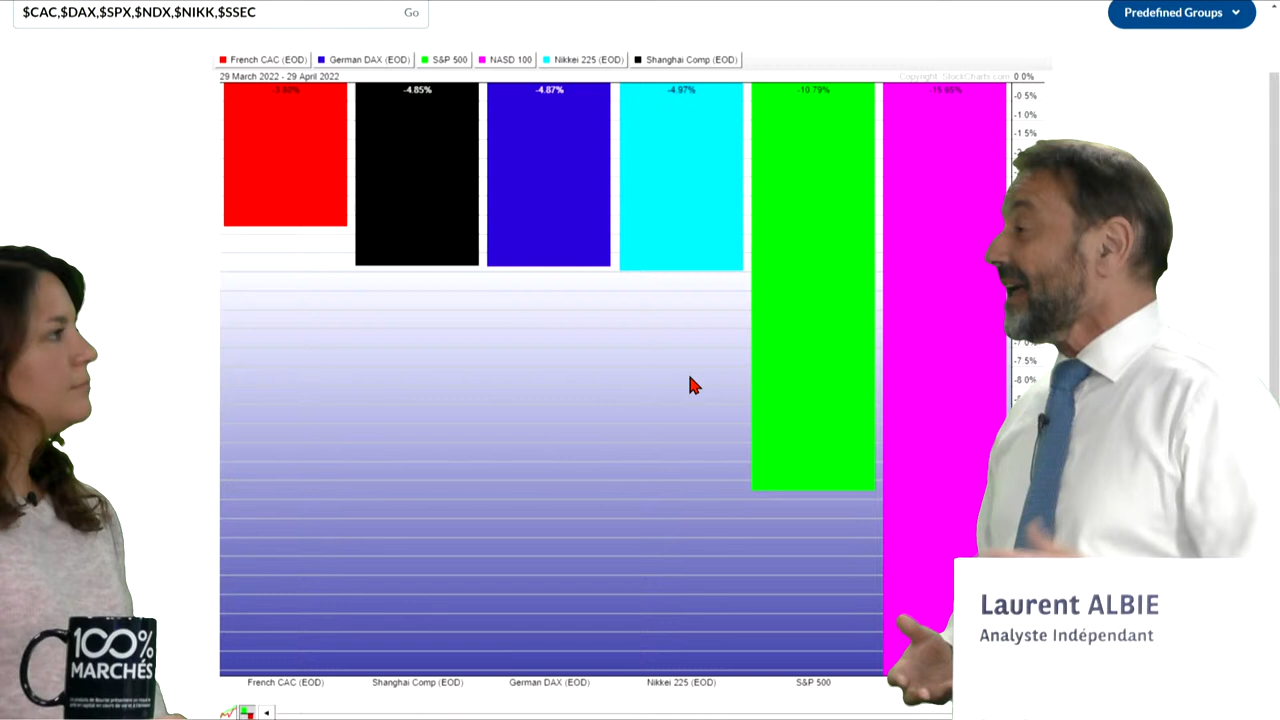 $CAC,$DAX,$SPX,$NDX,$NIKK,$SSEC
Go
Predefined Groups
French CAC (EOD) German DAX (EOD) S&P 500 NASD 100 Nikkei 225 (EOD) Shanghai Comp (EOD)
29 March 2022 - 29 April 2022
Copyright, StockCharts.com
0.0%
-4.85%
-4.87%
-4.97%
-10.79%
-0.5%
-1.0%
-1.5%
-7.5%
-8.0%
Laurent ALBIE
Analyste Indépendant
100%
MARCHÉS
French CAC (EOD) Shanghai Comp (EOD) German DAX (EOD) Nikkei 225 (EOD) S&P 500